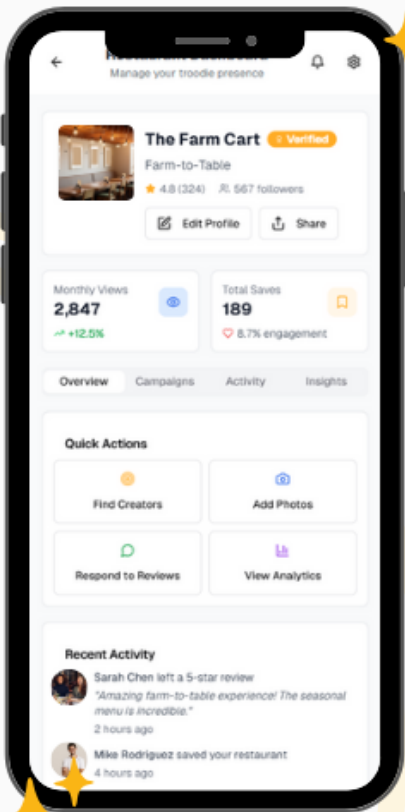 Manage your troodie presence
The Farm Cart Verified
Farm-to-Table
4.8 (324) 567 followers
Edit Profile Share
Monthly Views
2,847
+12.5%
Total Saves
189
8.7% engagement
Overview Campaigns Activity Insights
Quick Actions
Find Creators Add Photos
Respond to Reviews View Analytics
Recent Activity
Sarah Chen left a 5-star review
"Amazing farm-to-table experience! The seasonal
menu is incredible."
2 hours ago
Mike Rodriguez saved your restaurant
4 hours ago